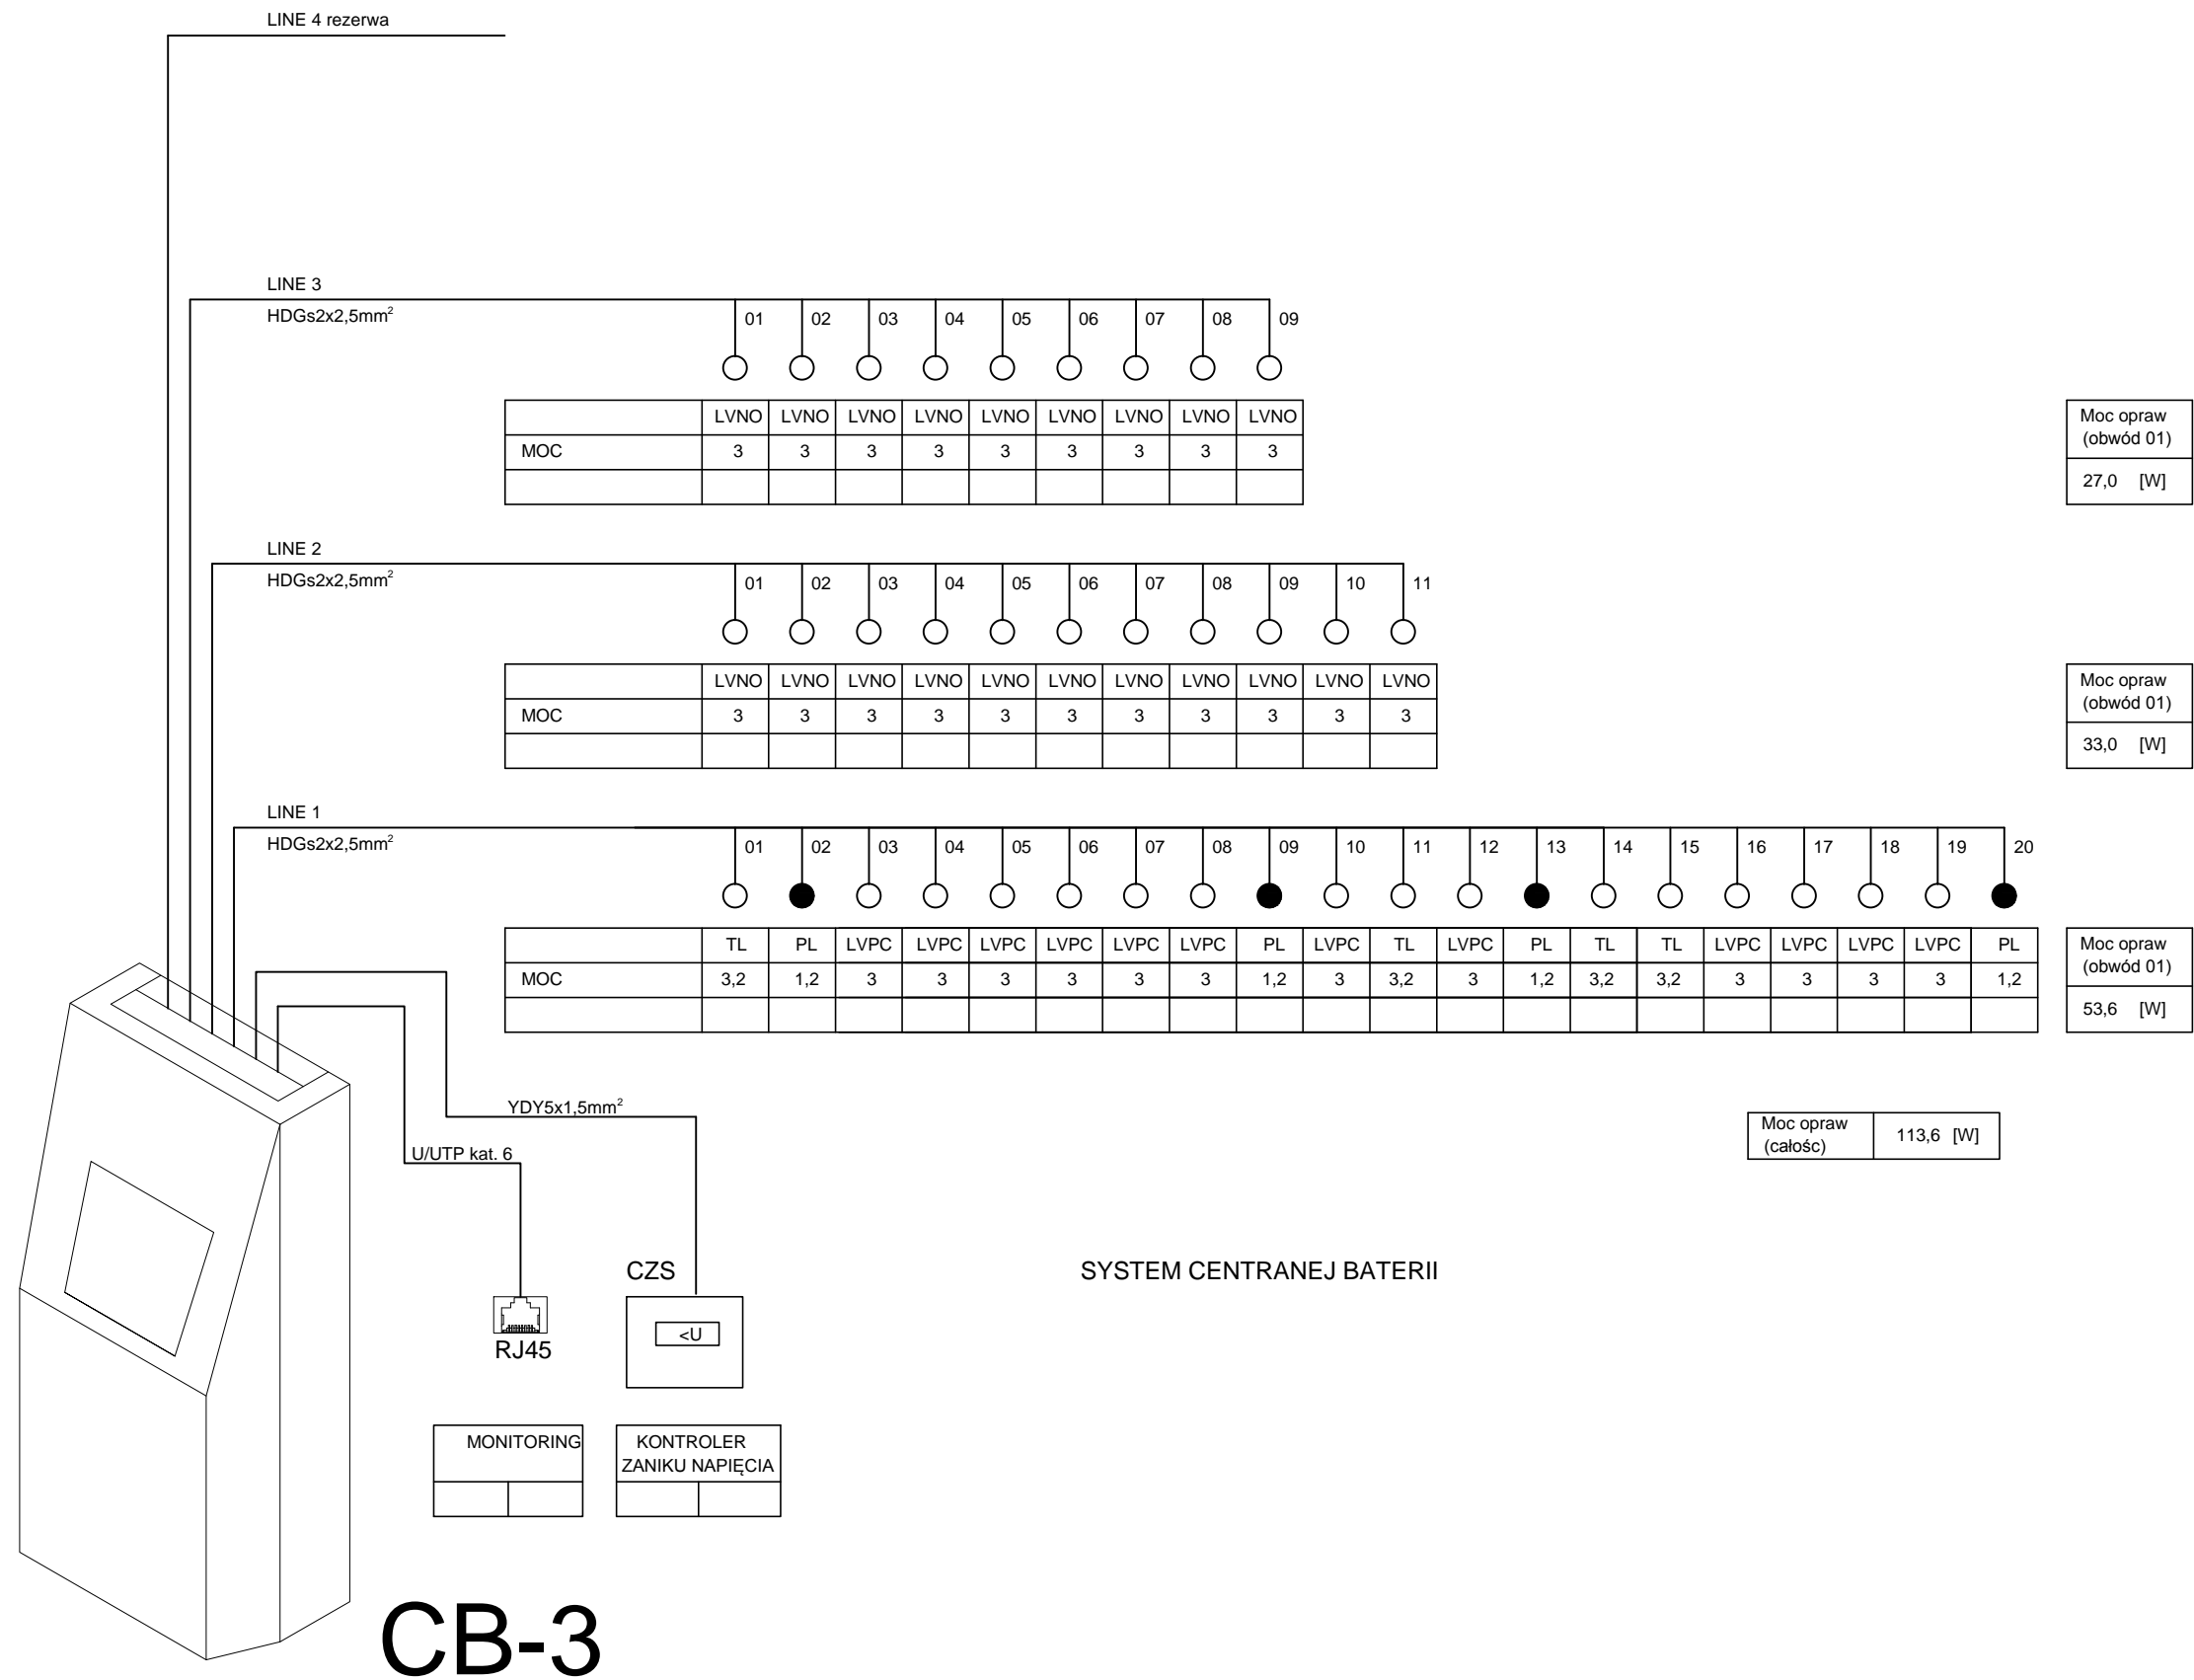 LINE 4 rezerwa
LINE 3
HDGs2x2,5mm²
01 02 03 04 05 06 07 08 09
LVNO LVNO LVNO LVNO LVNO LVNO LVNO LVNO LVNO
MOC 3 3 3 3 3 3 3 3 3
Moc opraw
(obwód 01)
27,0 [W]
LINE 2
HDGs2x2,5mm²
01 02 03 04 05 06 07 08 09 10 11
LVNO LVNO LVNO LVNO LVNO LVNO LVNO LVNO LVNO LVNO LVNO
MOC 3 3 3 3 3 3 3 3 3 3 3
Moc opraw
(obwód 01)
33,0 [W]
LINE 1
HDGs2x2,5mm²
01 02 03 04 05 06 07 08 09 10 11 12 13 14 15 16 17 18 19 20
TL PL LVPC LVPC LVPC LVPC LVPC LVPC PL LVPC TL LVPC PL TL TL LVPC LVPC LVPC LVPC PL
MOC 3,2 1,2 3 3 3 3 3 3 1,2 3 3,2 3 1,2 3,2 3,2 3 3 3 3 1,2
Moc opraw
(obwód 01)
53,6 [W]
YDY5x1,5mm²
U/UTP kat. 6
Moc opraw
(całośc)
113,6 [W]
CZS
SYSTEM CENTRANEJ BATERII
<U
RJ45
MONITORING
KONTROLER
ZANIKU NAPIĘCIA
CB-3